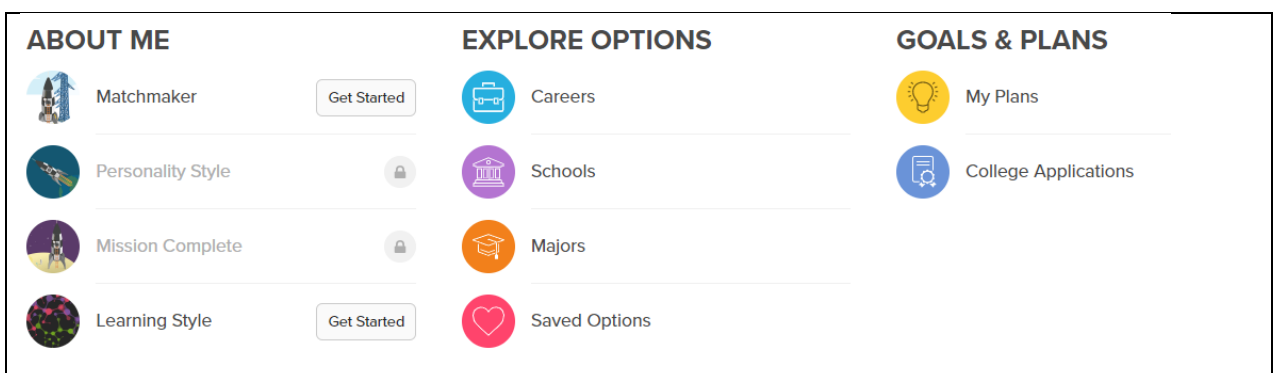 ABOUT ME
Matchmaker
Get Started
Personality Style
Mission Complete
Learning Style
Get Started
EXPLORE OPTIONS
Careers
Schools
Majors
Saved Options
GOALS & PLANS
My Plans
College Applications